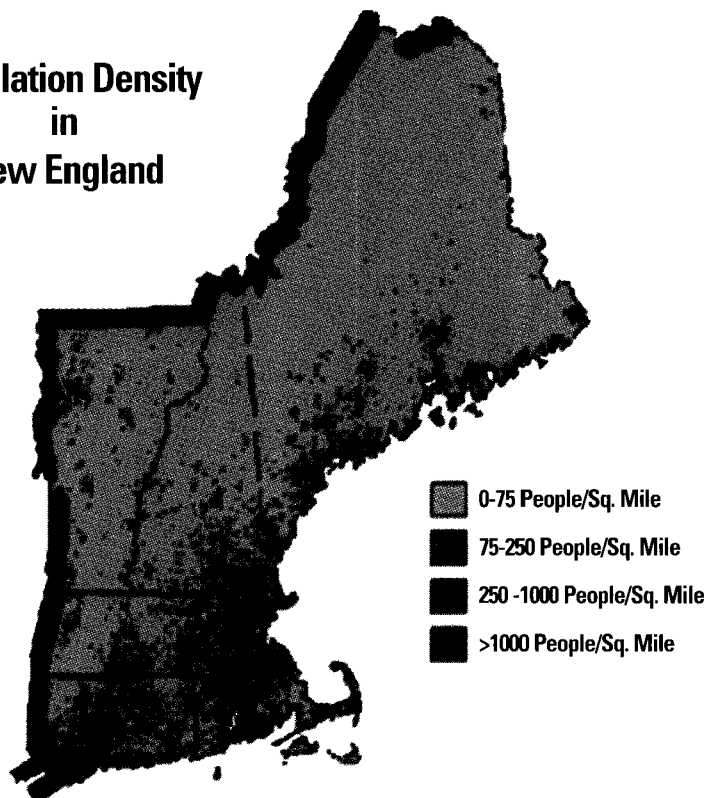 lation Density
in
ew England
0-75 People/Sq. Mile
75-250 People/Sq. Mile
250 -1000 People/Sq. Mile
>1000 People/Sq. Mile